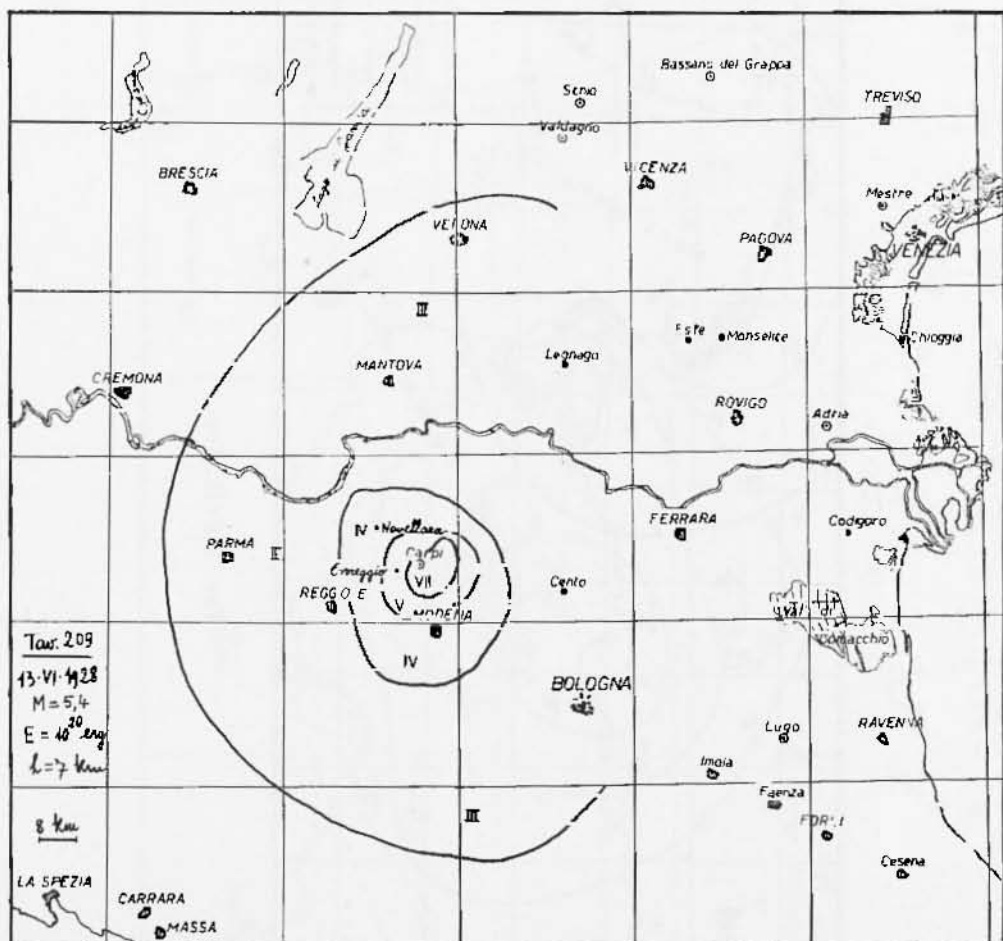 Bassano del Grappa
Schio
TREVISO
Valdagno
BRESCIA
VICENZA
Mestre
VERONA
PADOVA
VENEZIA
III
Este
Monselice
Chioggia
MANTOVA
Legnago
CREMONA
ROVIGO
Adria
IV
Novellara
FERRARA
Codigoro
PARMA
Carpi
Correggio
VII
Cento
REGGIO E
V
MODENA
Comacchio
Tav. 209
IV
13·VI·1928
BOLOGNA
M = 5,4
E = 10²⁰ erg
Lugo
RAVENNA
h = 7 km
Imola
Faenza
III
8 km
FORLI
Cesena
LA SPEZIA
CARRARA
MASSA